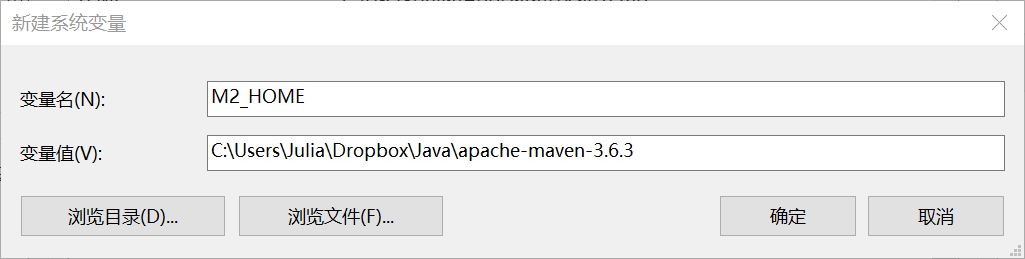 新建系统变量
变量名(N):
M2_HOME
变量值(V):
C:\Users\Julia\Dropbox\Java\apache-maven-3.6.3
浏览目录(D)...
浏览文件(F)...
确定
取消